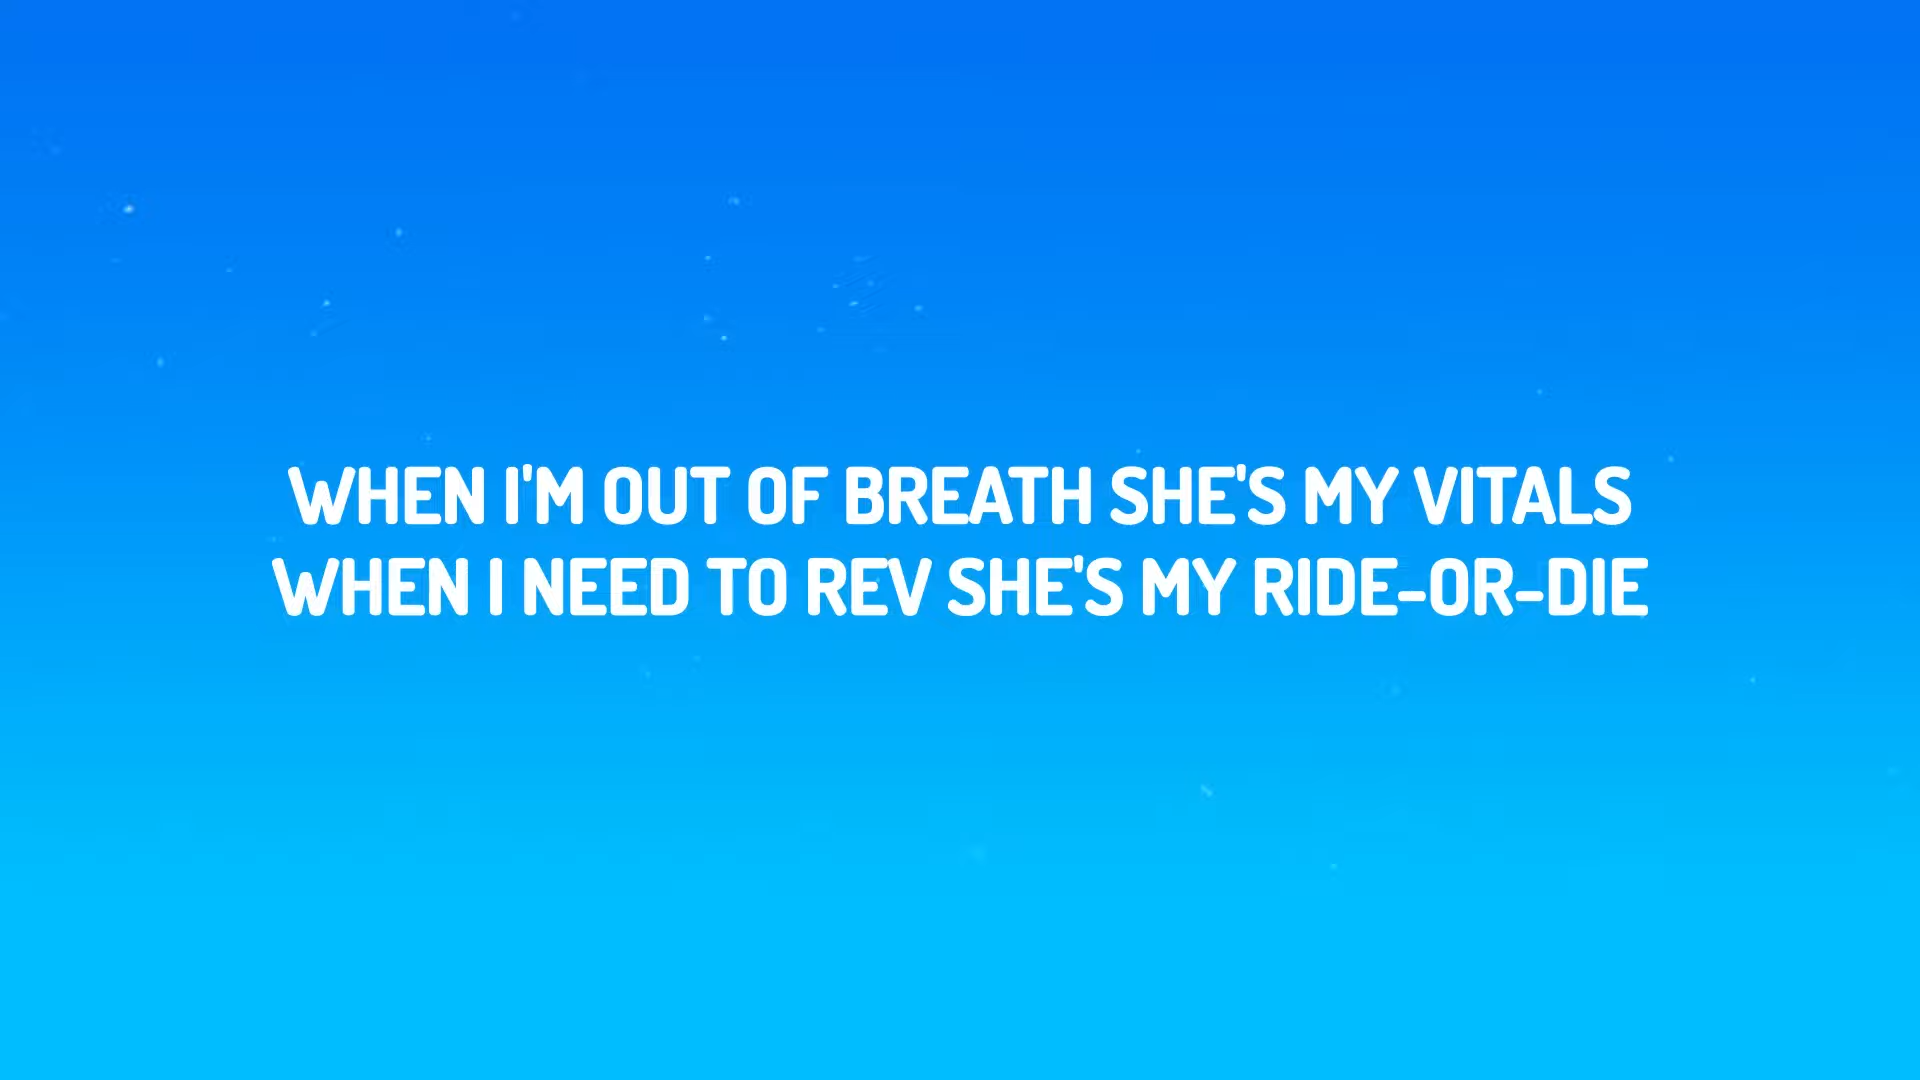 WHEN I'M OUT OF BREATH SHE'S MY VITALS
WHEN I NEED TO REV SHE'S MY RIDE-OR-DIE